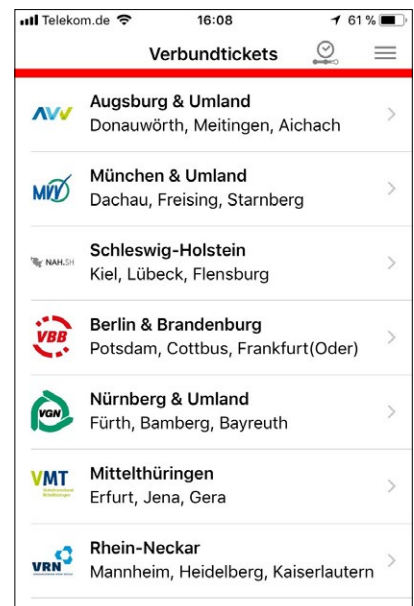 Telekom.de 16:08 61 %
Verbundtickets
AVV
Augsburg & Umland
Donauwörth, Meitingen, Aichach
MVV
München & Umland
Dachau, Freising, Starnberg
NAH.SH
Schleswig-Holstein
Kiel, Lübeck, Flensburg
VBB
Berlin & Brandenburg
Potsdam, Cottbus, Frankfurt(Oder)
VGN
Nürnberg & Umland
Fürth, Bamberg, Bayreuth
VMT
Mittelthüringen
Erfurt, Jena, Gera
VRN
Rhein-Neckar
Mannheim, Heidelberg, Kaiserlautern